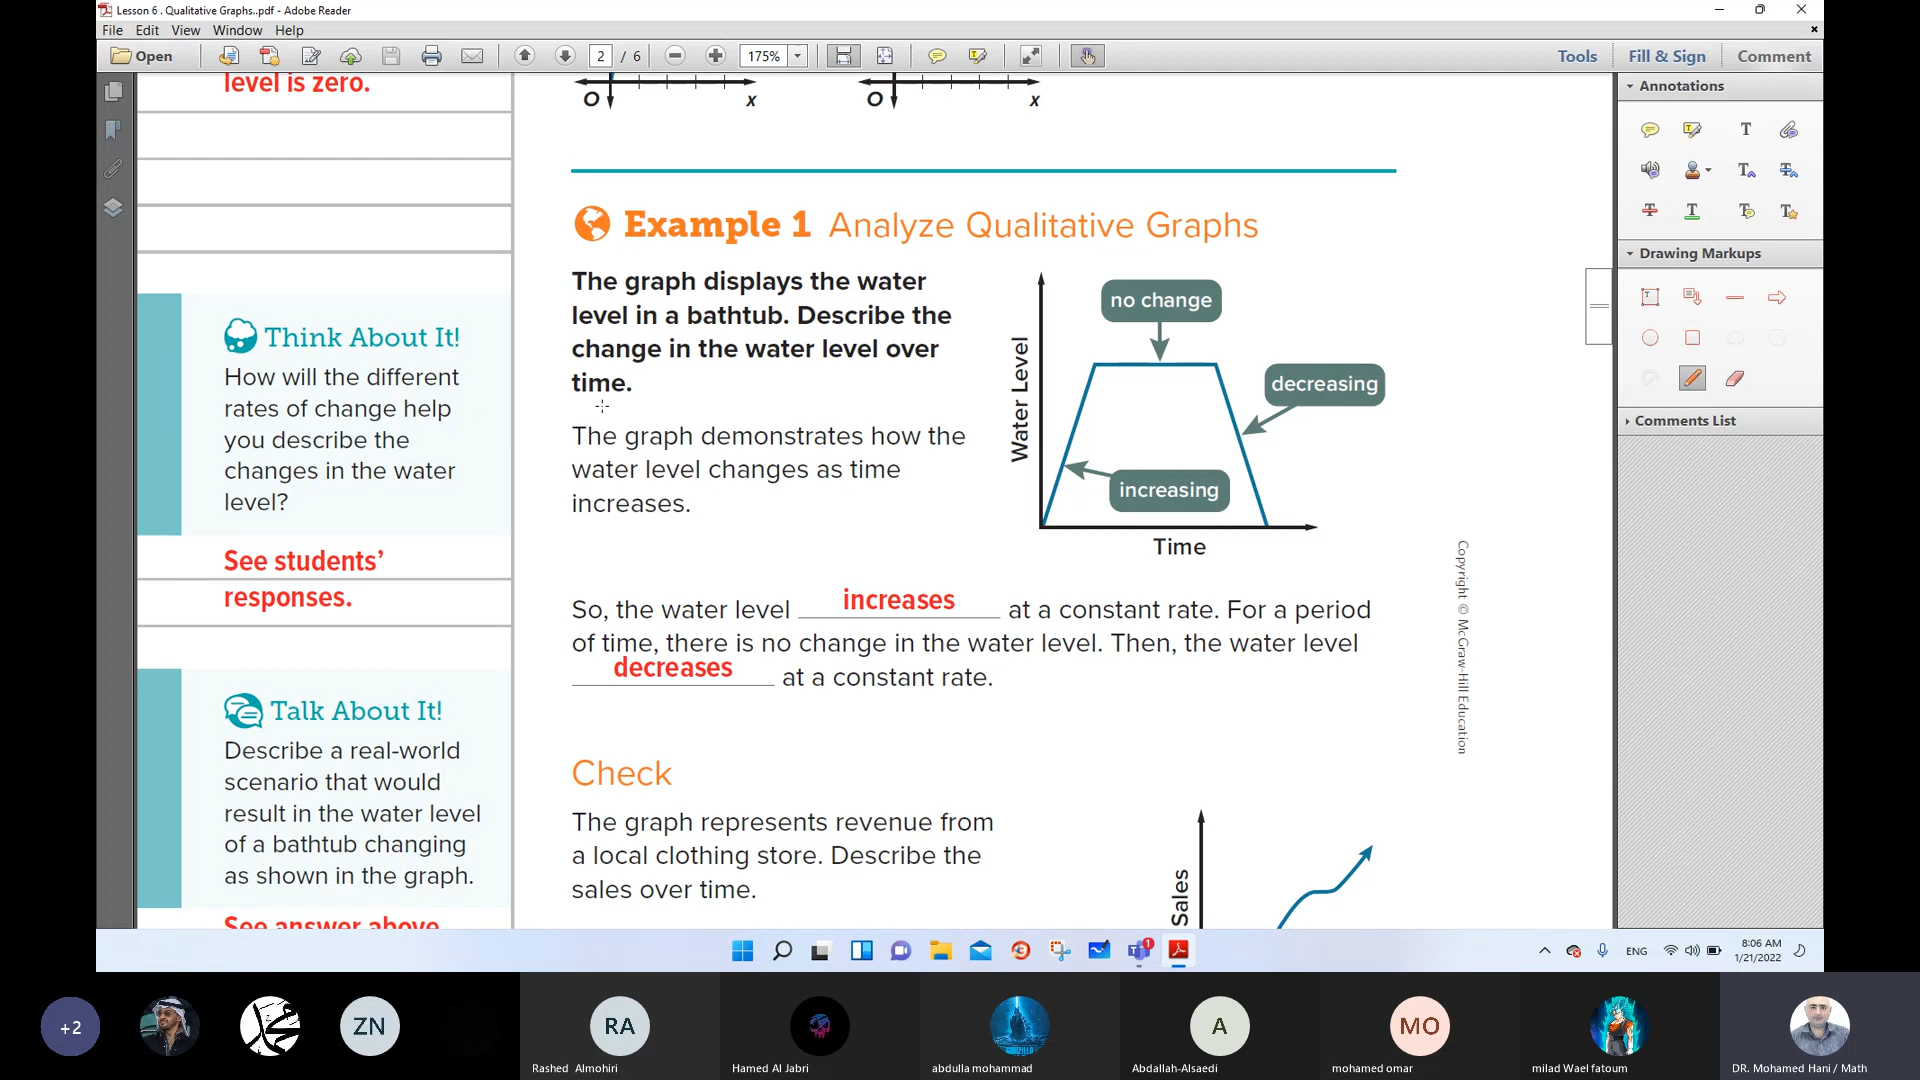 Lesson 6 . Qualitative Graphs..pdf - Adobe Reader
File Edit View Window Help
Open 2 / 6 175% Tools Fill & Sign Comment
level is zero.
O x O x
Example 1 Analyze Qualitative Graphs
The graph displays the water
level in a bathtub. Describe the
change in the water level over
time.
The graph demonstrates how the
water level changes as time
increases.
Water Level
no change
decreasing
increasing
Time
So, the water level increases at a constant rate. For a period
of time, there is no change in the water level. Then, the water level
decreases at a constant rate.
Check
The graph represents revenue from
a local clothing store. Describe the
sales over time.
Sales
Copyright © McGraw-Hill Education
Think About It!
How will the different
rates of change help
you describe the
changes in the water
level?
See students’
responses.
Talk About It!
Describe a real-world
scenario that would
result in the water level
of a bathtub changing
as shown in the graph.
See answer above
Annotations
Drawing Markups
Comments List
1
ENG
8:06 AM
1/21/2022
+2
ZN
RA
A
MO
Rashed Almohiri
Hamed Al Jabri
abdulla mohammad
Abdallah-Alsaedi
mohamed omar
milad Wael fatoum
DR. Mohamed Hani / Math